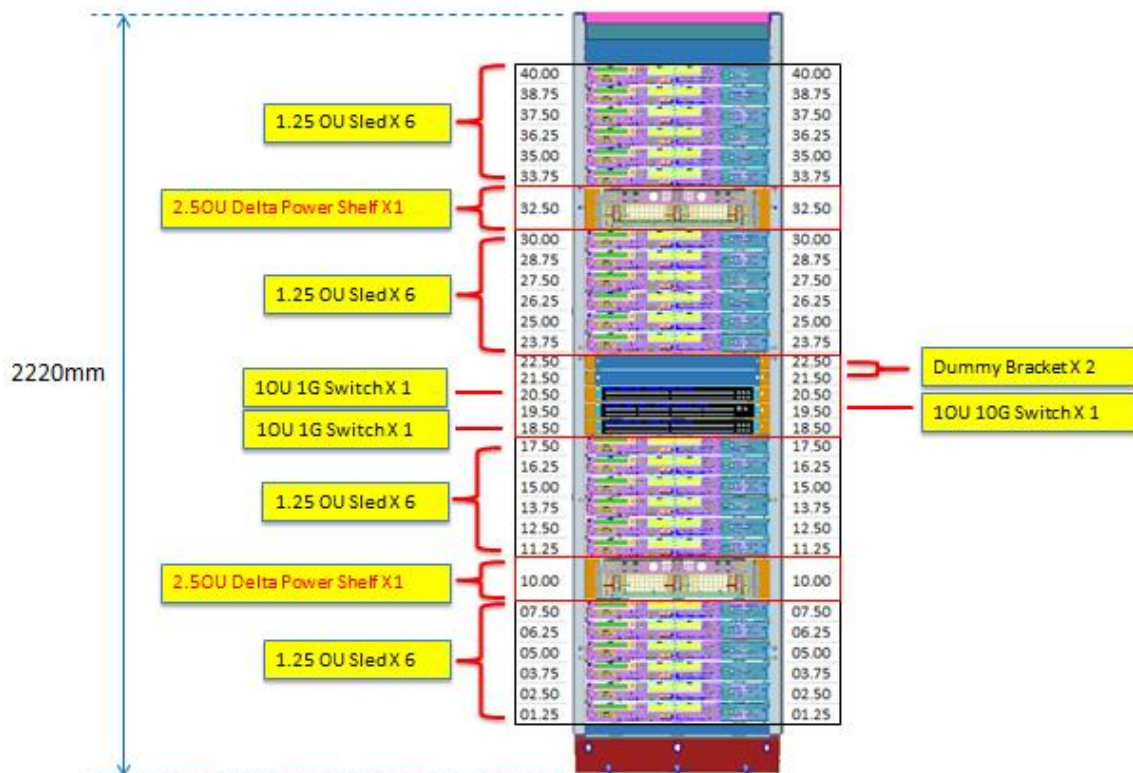 40.00 40.00
38.75 38.75
1.25 OU Sled X 6 37.50 37.50
36.25 36.25
35.00 35.00
33.75 33.75
2.5OU Delta Power Shelf X1 32.50 32.50
30.00 30.00
28.75 28.75
1.25 OU Sled X 6 27.50 27.50
26.25 26.25
25.00 25.00
23.75 23.75
2220mm 22.50 22.50 Dummy Bracket X 2
21.50 21.50
1OU 1G Switch X 1 20.50 20.50
19.50 19.50 1OU 10G Switch X 1
1OU 1G Switch X 1 18.50 18.50
17.50 17.50
16.25 16.25
1.25 OU Sled X 6 15.00 15.00
13.75 13.75
12.50 12.50
11.25 11.25
2.5OU Delta Power Shelf X1 10.00 10.00
07.50 07.50
06.25 06.25
1.25 OU Sled X 6 05.00 05.00
03.75 03.75
02.50 02.50
01.25 01.25